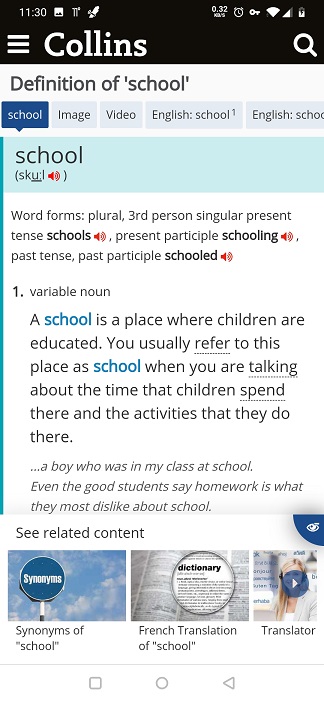 11:30
0.32
KB/S
Collins
Definition of 'school'
school Image Video English: school1 English: schoo
school
(sku:l )
Word forms: plural, 3rd person singular present
tense schools , present participle schooling ,
past tense, past participle schooled
1. variable noun
A school is a place where children are
educated. You usually refer to this
place as school when you are talking
about the time that children spend
there and the activities that they do
there.
...a boy who was in my class at school.
Even the good students say homework is what
they most dislike about school.
See related content
Synonyms
dictionary
Synonyms of
"school"
French Translation
of "school"
Translator